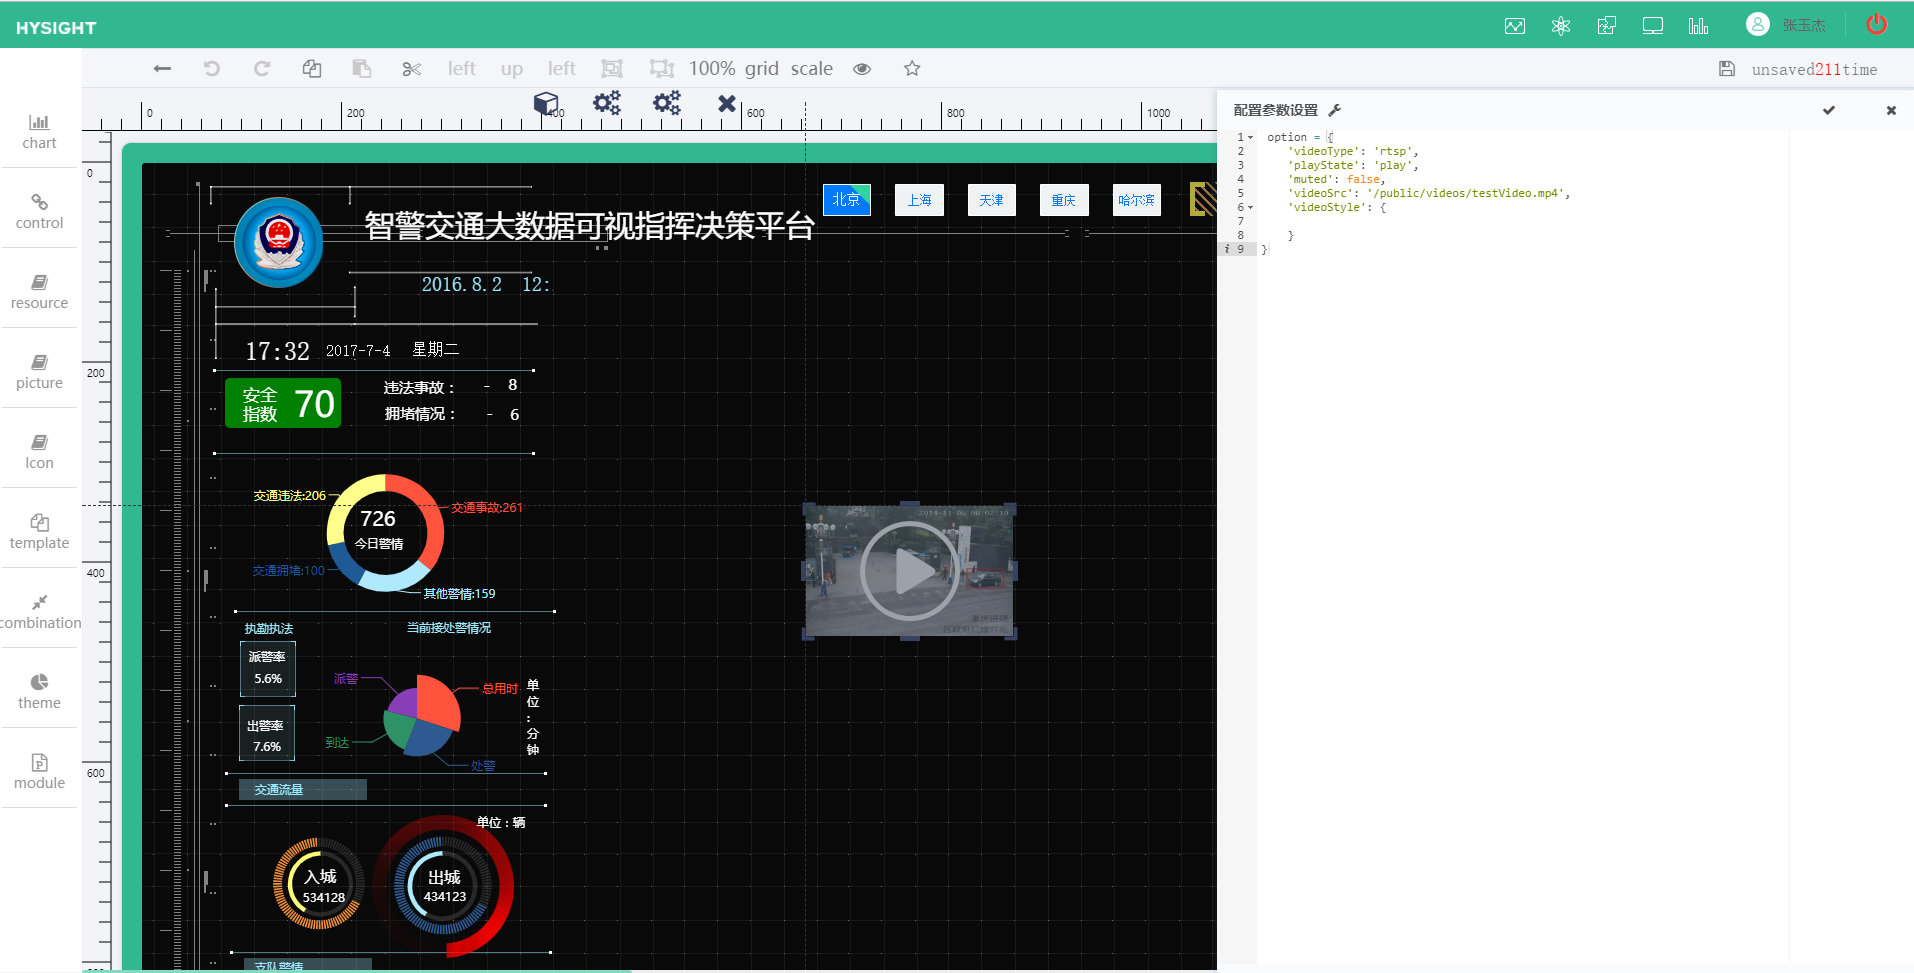 HYSIGHT
张玉杰
left up left 100% grid scale
unsaved211time
chart
control
resource
picture
Icon
template
combination
theme
module
0 200 400 600 800 1000
0
200
400
600
智警交通大数据可视指挥决策平台
北京 上海 天津 重庆 哈尔滨
2016.8.2 12:
17:32 2017-7-4 星期二
安全
指数
70
违法事故： - 8
拥堵情况： - 6
交通违法:206
交通事故:261
726
今日警情
交通拥堵:100
其他警情:159
执勤执法
当前接处警情况
派警率
5.6%
出警率
7.6%
派警
总用时
到达
处警
单
位
:
分
钟
交通流量
单位：辆
入城
534128
出城
434123
支队警情
配置参数设置
1 option = {
2 'videoType': 'rtsp',
3 'playState': 'play',
4 'muted': false,
5 'videoSrc': '/public/videos/testVideo.mp4',
6 'videoStyle': {
7
8 }
i 9 }